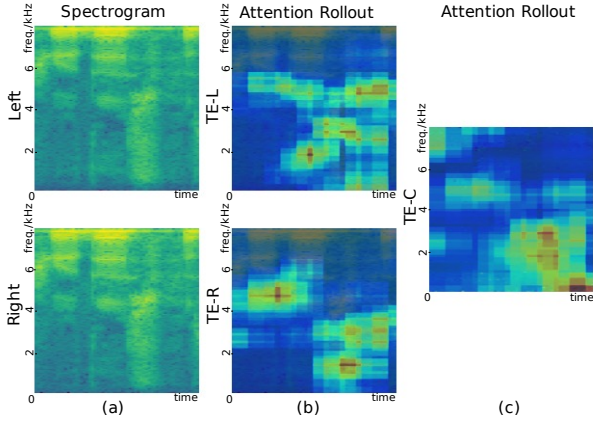 Spectrogram Attention Rollout Attention Rollout
freq./kHz freq./kHz
Left TE-L
6 6
4 4
2 2
0 time 0 time
freq./kHz
TE-C
6
4
2
0 time
freq./kHz freq./kHz
Right TE-R
6 6
4 4
2 2
0 time 0 time
(a) (b) (c)